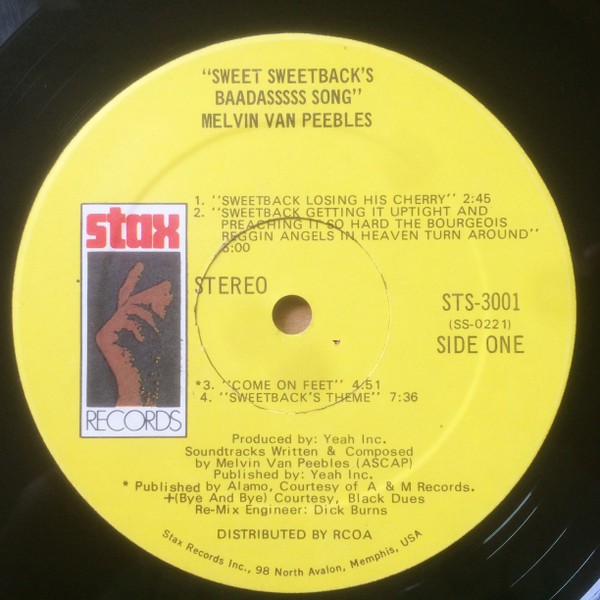 "SWEET SWEETBACK'S
BAADASSSSS SONG"
MELVIN VAN PEEBLES
1. "SWEETBACK LOSING HIS CHERRY" 2:45
2. "SWEETBACK GETTING IT UPTIGHT AND
PREACHING IT SO HARD THE BOURGEOIS
REGGIN ANGELS IN HEAVEN TURN AROUND"
6:00
stax
RECORDS
STEREO
STS-3001
(SS-0221)
SIDE ONE
*3. "COME ON FEET" 4:51
4. "SWEETBACK'S THEME" 7:36
Produced by: Yeah Inc.
Soundtracks Written & Composed
by Melvin Van Peebles (ASCAP)
Published by: Yeah Inc.
* Published by Alamo, Courtesy of A & M Records.
+(Bye And Bye) Courtesy, Black Dues
Re-Mix Engineer: Dick Burns
DISTRIBUTED BY RCOA
Stax Records Inc., 98 North Avalon, Memphis, USA